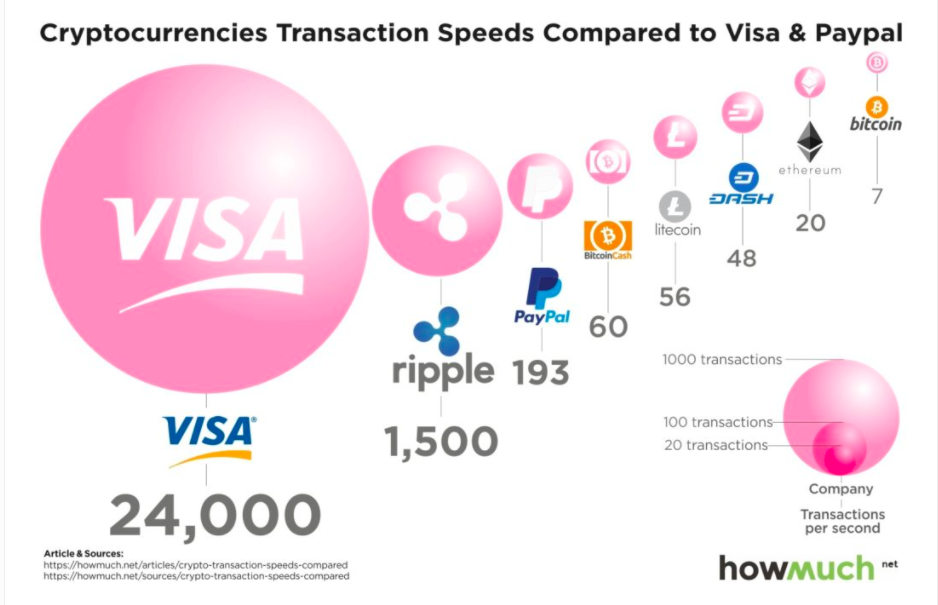 Cryptocurrencies Transaction Speeds Compared to Visa & Paypal
VISA
VISA®
24,000
ripple
1,500
PayPal
193
BitcoinCash
60
litecoin
56
DASH
48
ethereum
20
bitcoin
7
1000 transactions
100 transactions
20 transactions
Company
Transactions
per second
Article & Sources:
https://howmuch.net/articles/crypto-transaction-speeds-compared
https://howmuch.net/sources/crypto-transaction-speeds-compared
howmuch net